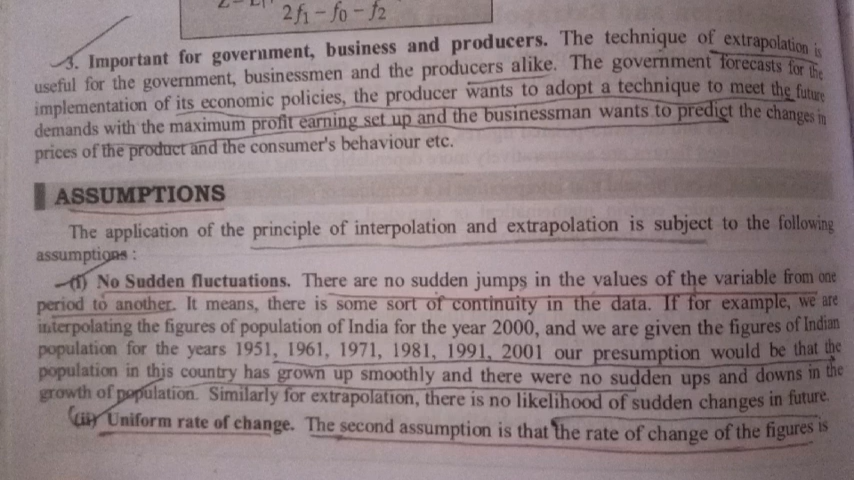 2f₁ – f₀ – f₂
3. Important for government, business and producers. The technique of extrapolation is
useful for the government, businessmen and the producers alike. The government forecasts for the
implementation of its economic policies, the producer wants to adopt a technique to meet the future
demands with the maximum profit earning set up and the businessman wants to predict the changes in
prices of the product and the consumer's behaviour etc.
ASSUMPTIONS
The application of the principle of interpolation and extrapolation is subject to the following
assumptions :
(i) No Sudden fluctuations. There are no sudden jumps in the values of the variable from one
period to another. It means, there is some sort of continuity in the data. If for example, we are
interpolating the figures of population of India for the year 2000, and we are given the figures of Indian
population for the years 1951, 1961, 1971, 1981, 1991, 2001 our presumption would be that the
population in this country has grown up smoothly and there were no sudden ups and downs in the
growth of population. Similarly for extrapolation, there is no likelihood of sudden changes in future.
(ii) Uniform rate of change. The second assumption is that the rate of change of the figures is